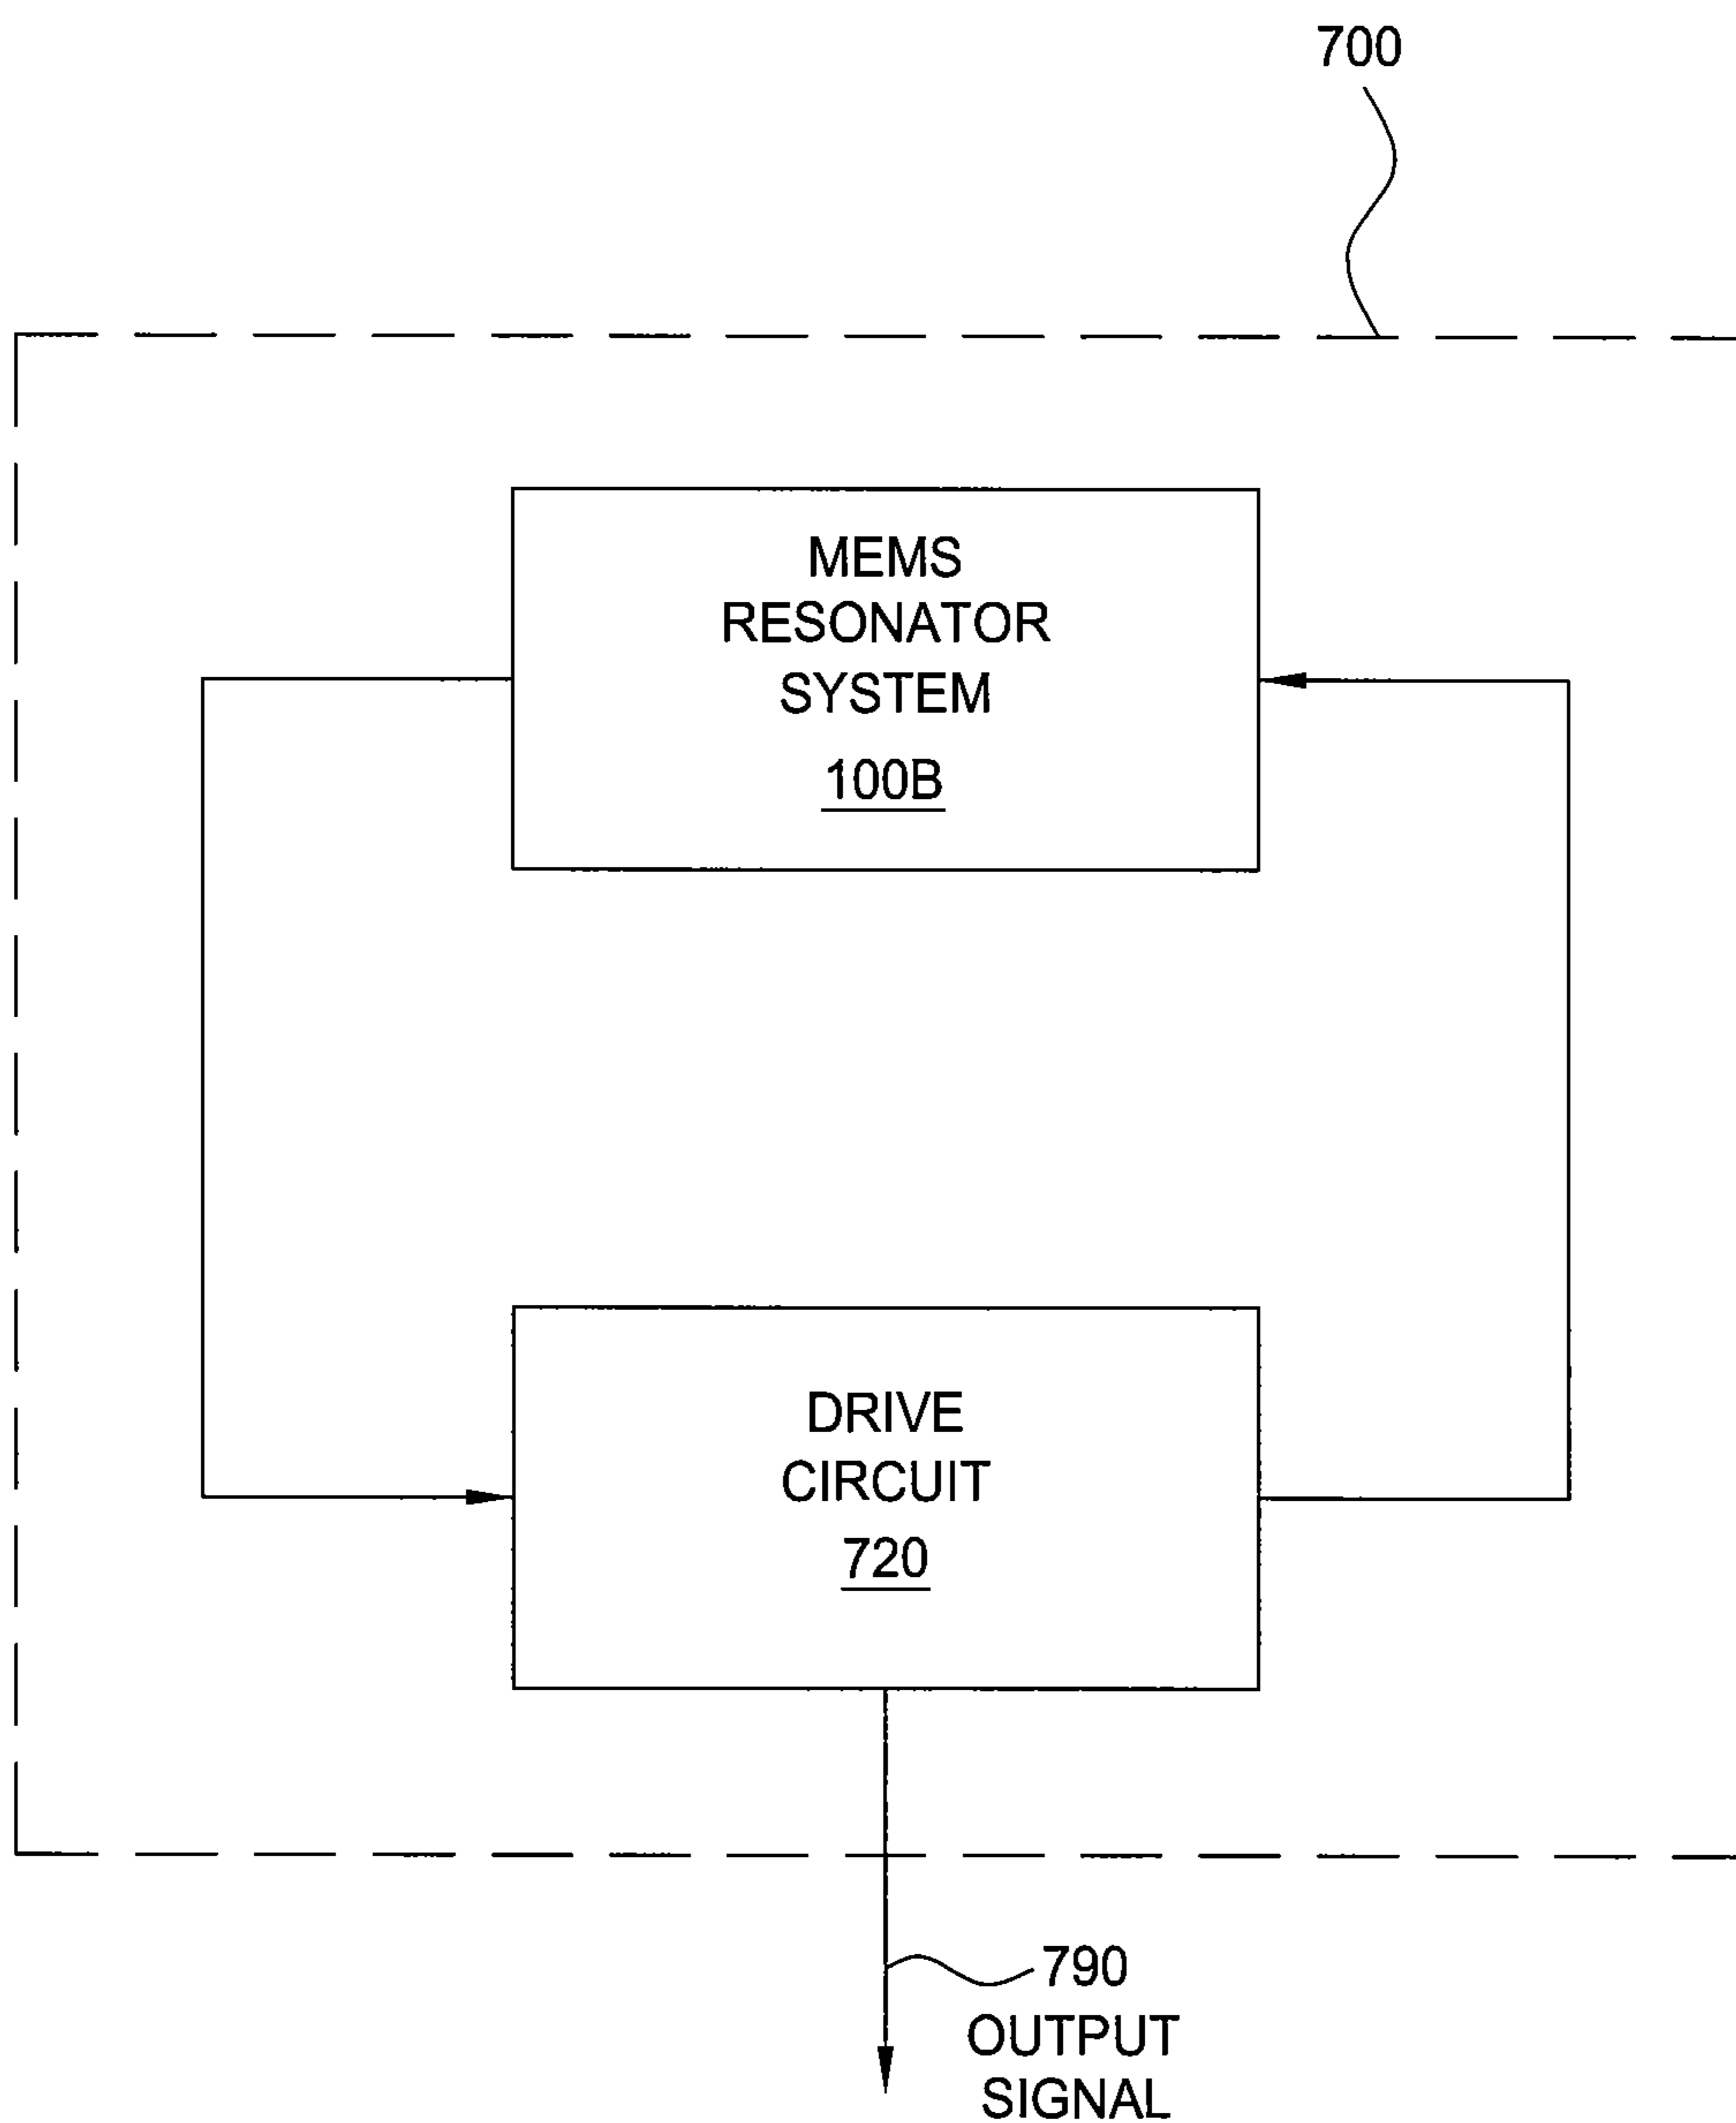 700
MEMS
RESONATOR
SYSTEM
100B
DRIVE
CIRCUIT
720
790
OUTPUT
SIGNAL